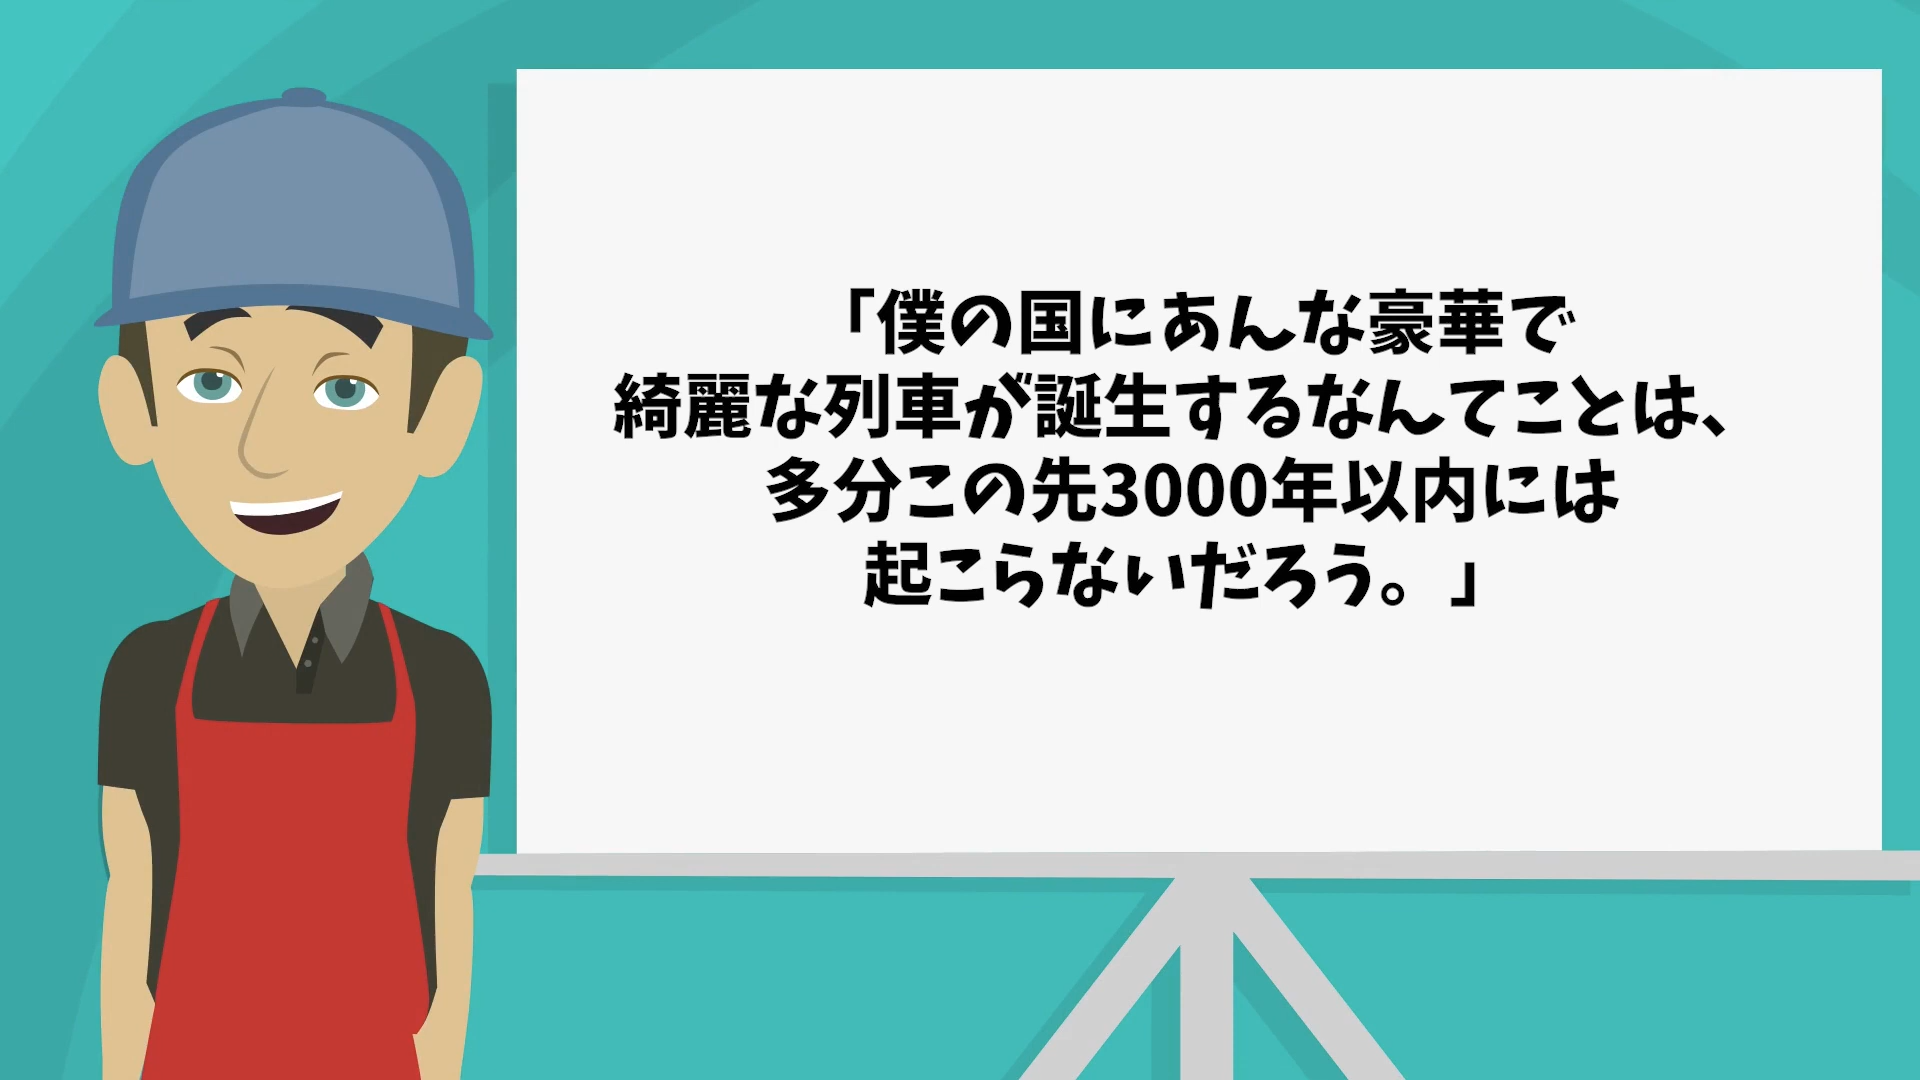 「僕の国にあんな豪華で
綺麗な列車が誕生するなんてことは、
多分この先3000年以内には
起こらないだろう。」